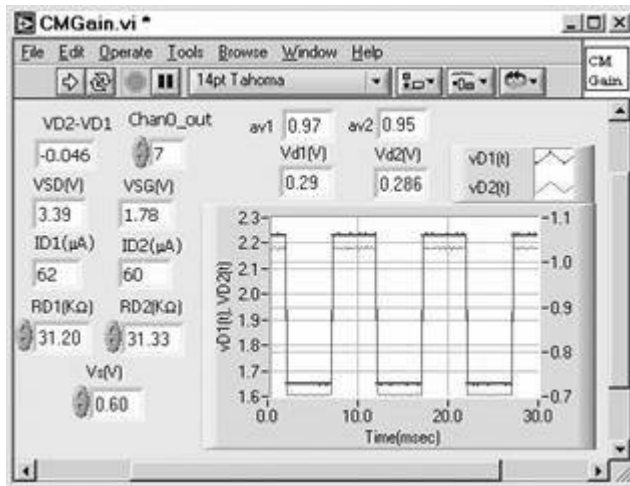 CMGain.vi *
File Edit Operate Tools Browse Window Help
14pt Tahoma
CM
Gain
VD2-VD1 Chan0_out av1 0.97 av2 0.95
-0.046 7 Vd1(V) Vd2(V)
0.29 0.286
vD1(t)
vD2(t)
VSD(V) VSG(V)
3.39 1.78
ID1(µA) ID2(µA)
62 60
RD1(KΩ) RD2(KΩ)
31.20 31.33
Vs(V)
0.60
vD1(t), VD2(t)
2.3
2.2
2.1
2.0
1.9
1.8
1.7
1.6
-1.1
-1.0
-0.9
-0.8
-0.7
0.0 10.0 20.0 30.0
Time(msec)